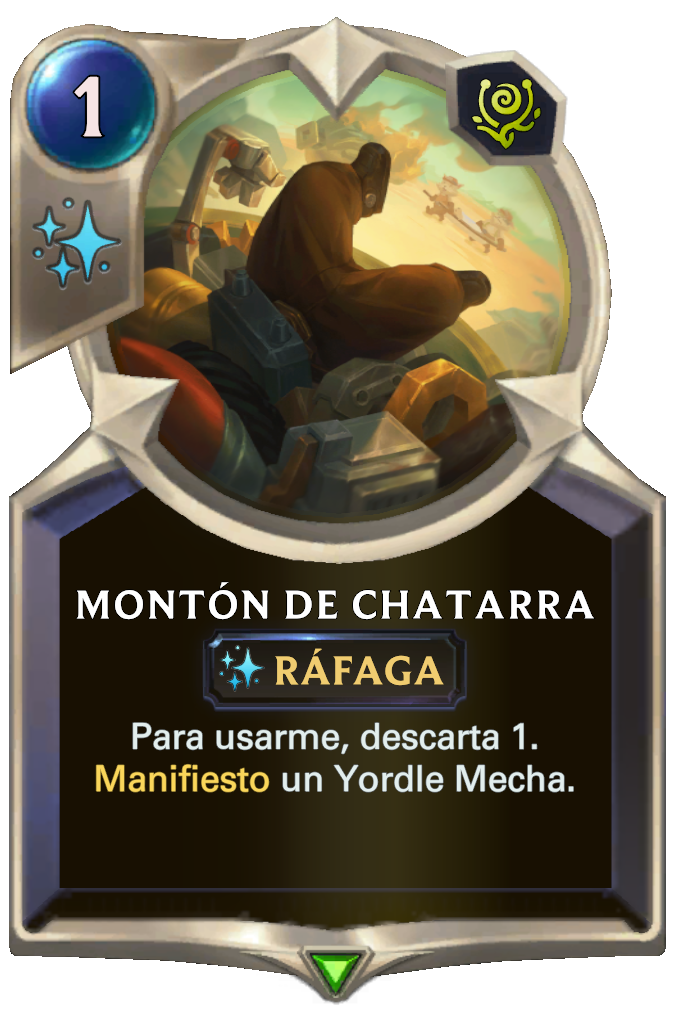 1
MONTÓN DE CHATARRA
RÁFAGA
Para usarme, descarta 1.
Manifiesto un Yordle Mecha.